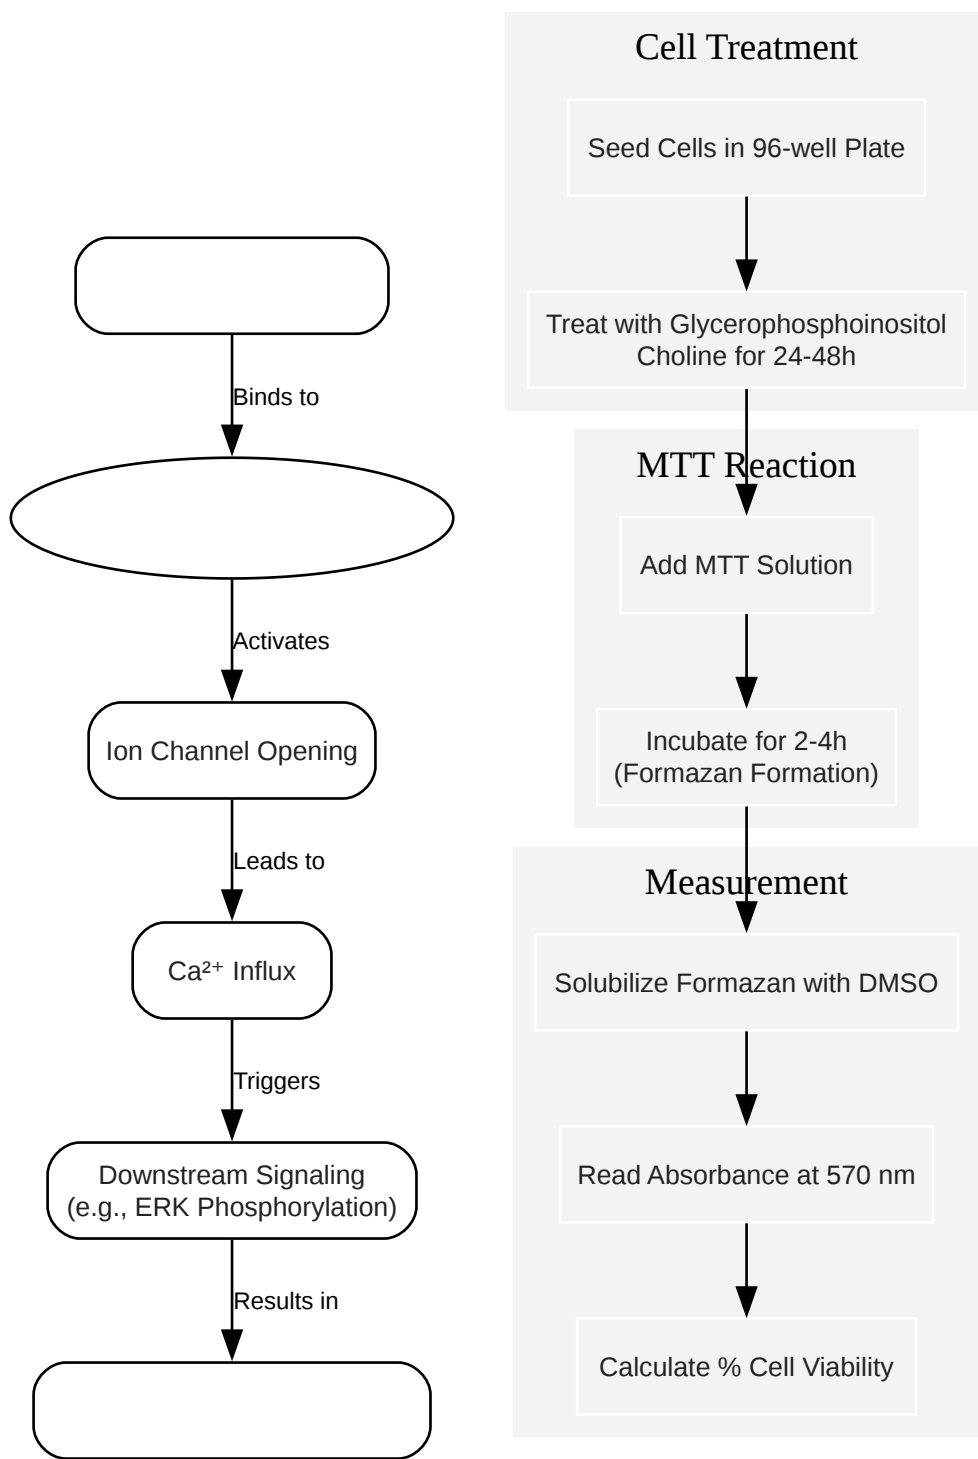 Binds to
Activates
Ion Channel Opening
Leads to
Ca²⁺ Influx
Triggers
Downstream Signaling
(e.g., ERK Phosphorylation)
Results in
Cell Treatment
Seed Cells in 96-well Plate
Treat with Glycerophosphoinositol
Choline for 24-48h
MTT Reaction
Add MTT Solution
Incubate for 2-4h
(Formazan Formation)
Measurement
Solubilize Formazan with DMSO
Read Absorbance at 570 nm
Calculate % Cell Viability